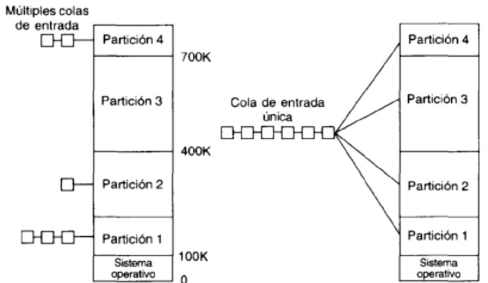 Múltiples colas
de entrada
Partición 4
700K
Partición 3
400K
Partición 2
Partición 1
100K
Sistema
operativo
0
Cola de entrada
única
Partición 4
Partición 3
Partición 2
Partición 1
Sistema
operativo